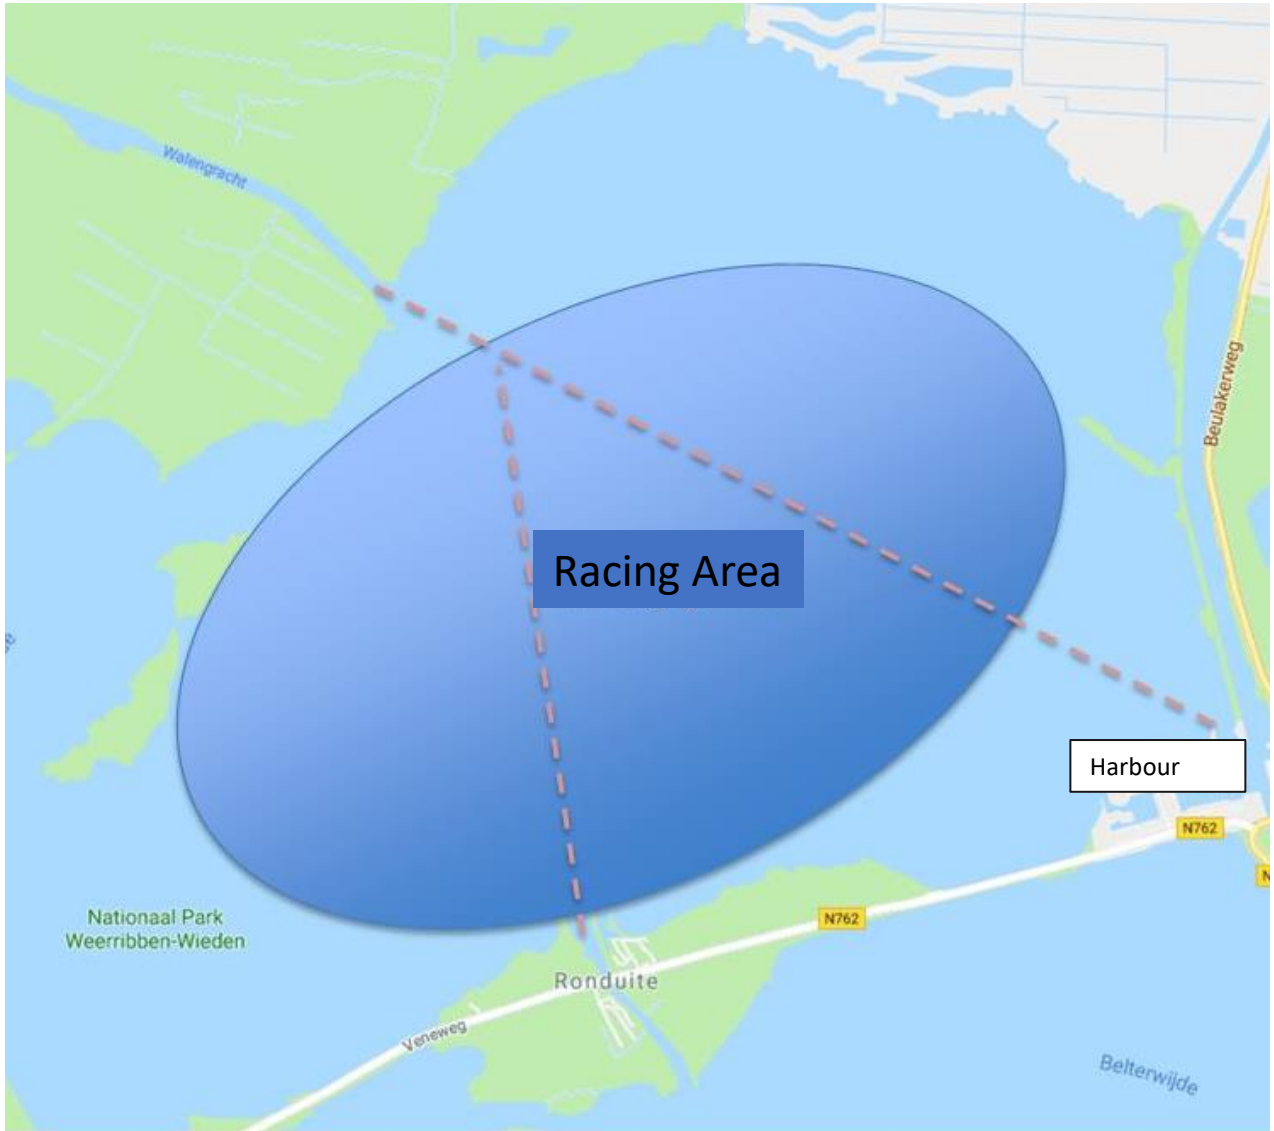 Walengracht
Beulakerweg
Racing Area
Harbour
N762
N
Nationaal Park
Weerribben-Wieden
N762
Ronduite
Veneweg
Belterwijde